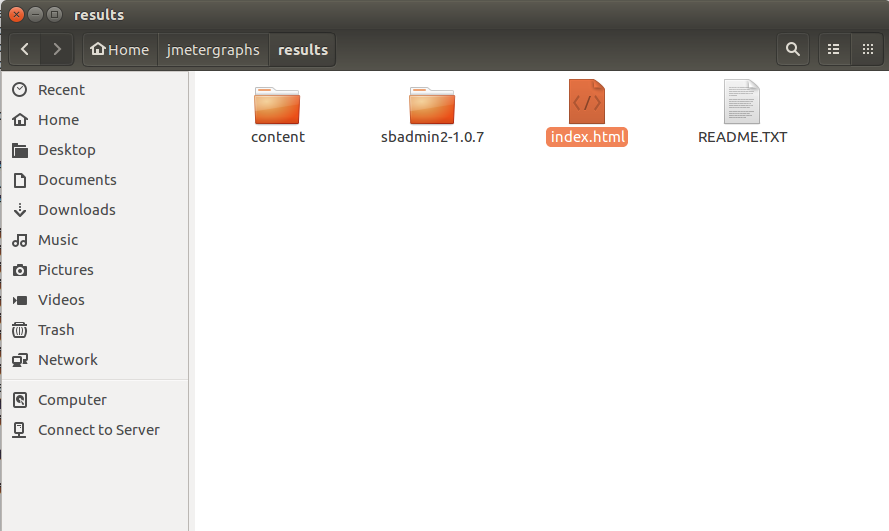 results
Home
jmetergraphs
results
Recent
Home
Desktop
Documents
Downloads
Music
Pictures
Videos
Trash
Network
Computer
Connect to Server
content
sbadmin2-1.0.7
index.html
README.TXT